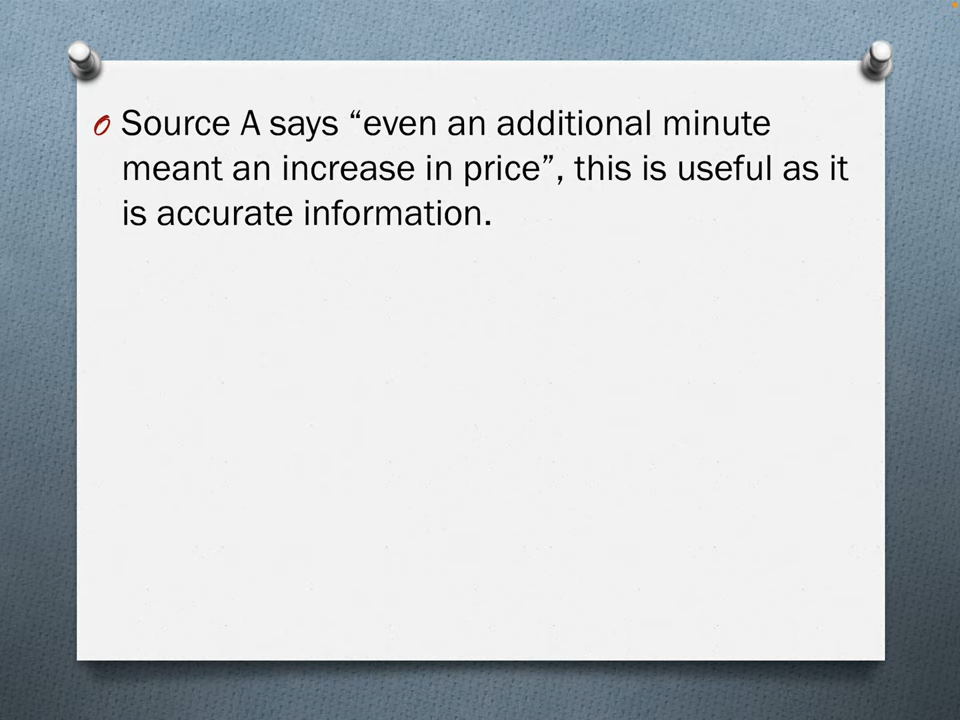 Source A says “even an additional minute
meant an increase in price”, this is useful as it
is accurate information.